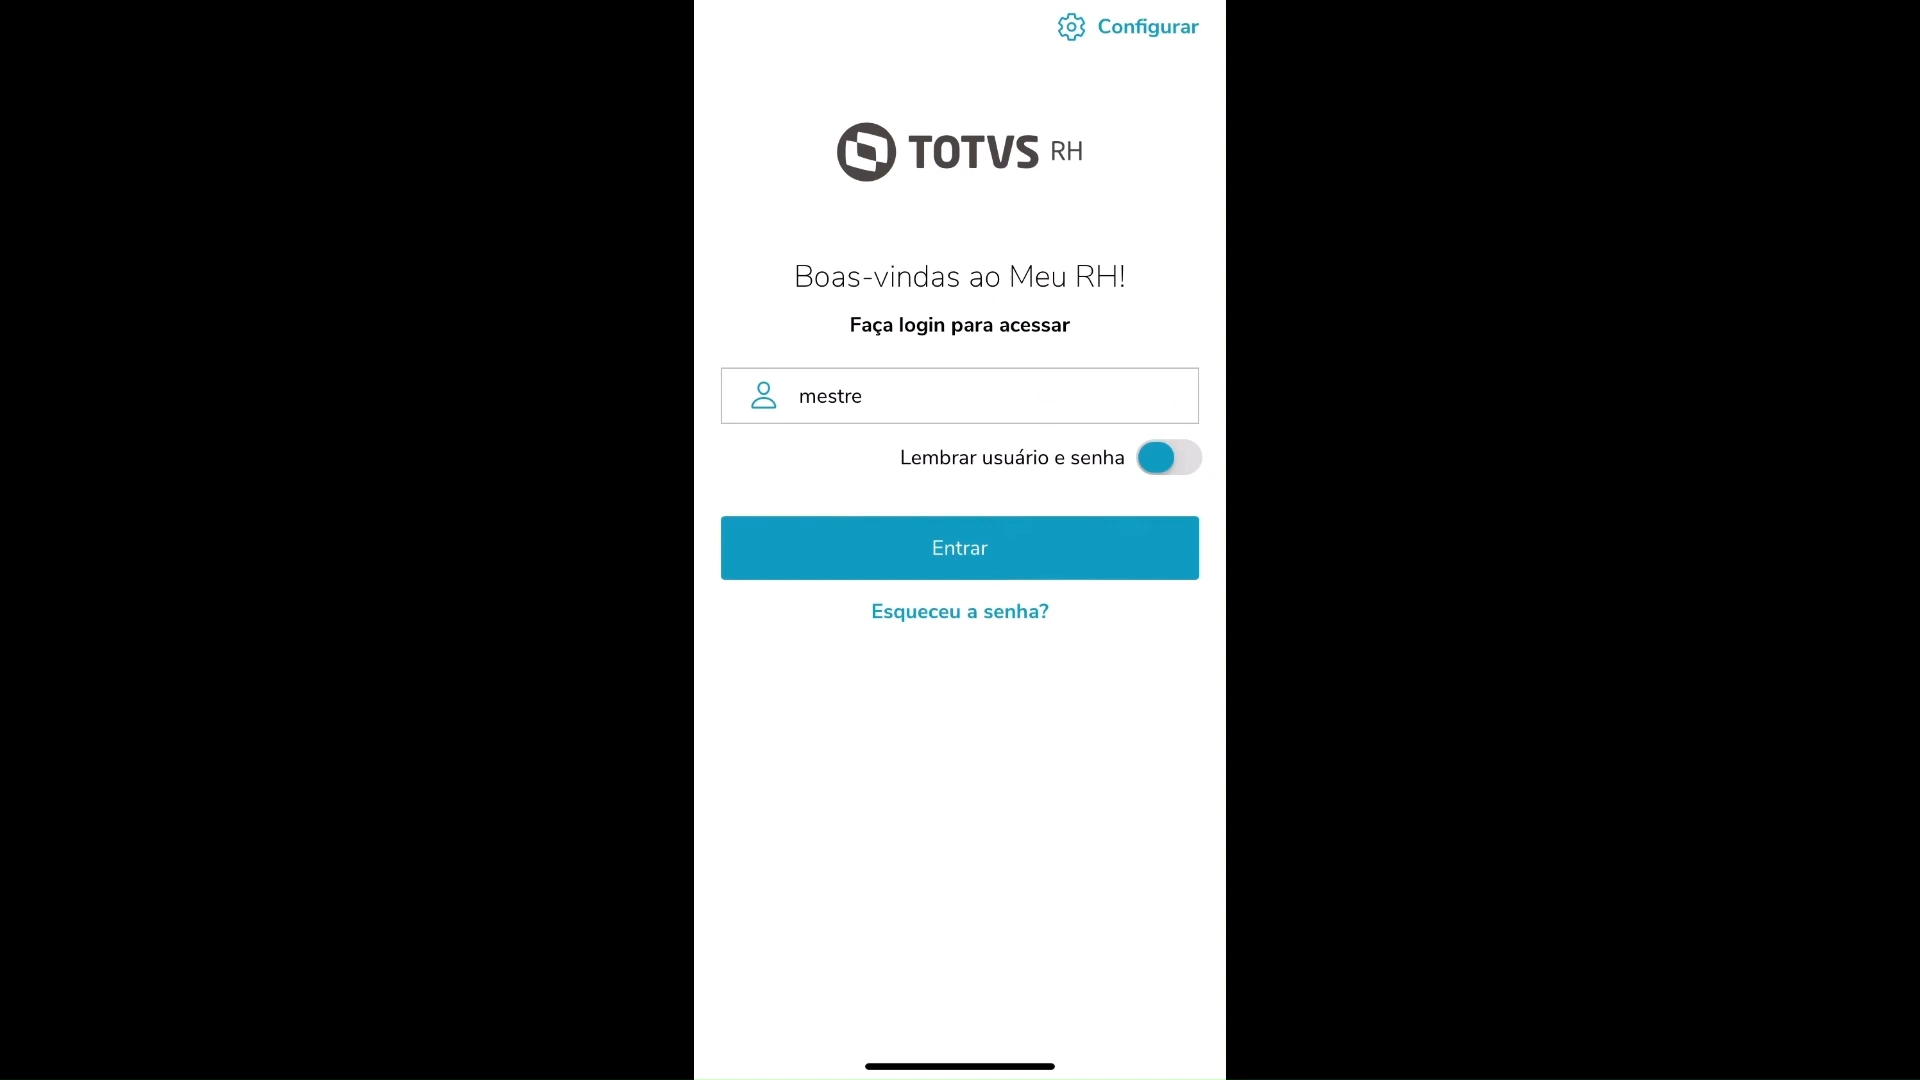 Configurar
TOTVS RH
Boas-vindas ao Meu RH!
Faça login para acessar
mestre
Lembrar usuário e senha
Entrar
Esqueceu a senha?